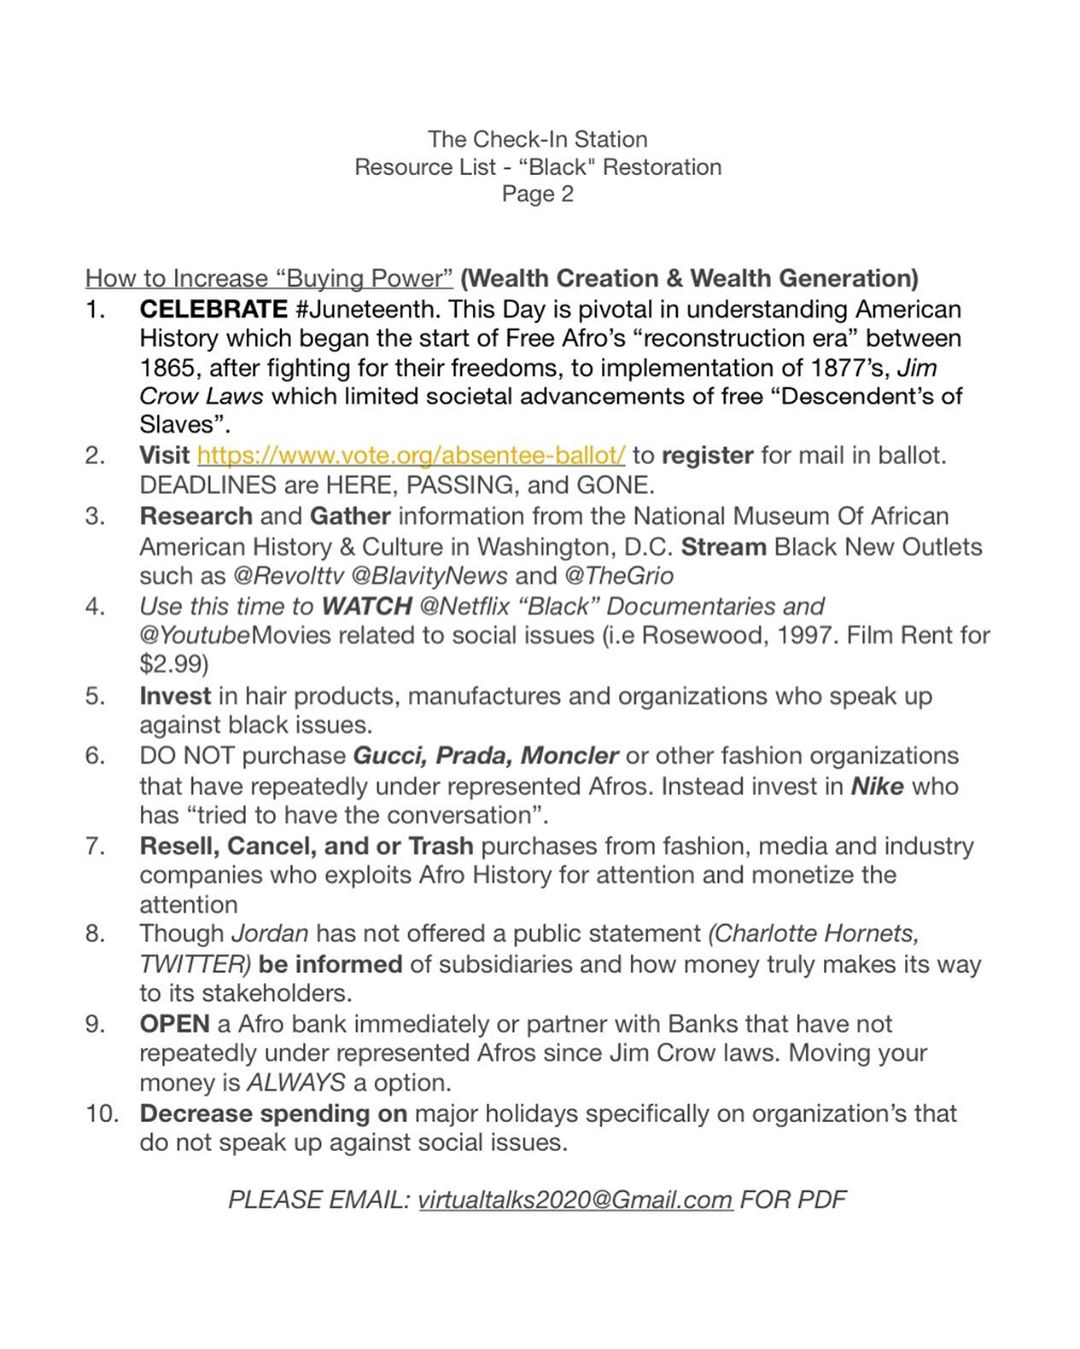 The Check-In Station
Resource List - “Black" Restoration
Page 2
How to Increase “Buying Power” (Wealth Creation & Wealth Generation)
1. CELEBRATE #Juneteenth. This Day is pivotal in understanding American
History which began the start of Free Afro’s “reconstruction era” between
1865, after fighting for their freedoms, to implementation of 1877’s, Jim
Crow Laws which limited societal advancements of free “Descendent’s of
Slaves”.
2. Visit https://www.vote.org/absentee-ballot/ to register for mail in ballot.
DEADLINES are HERE, PASSING, and GONE.
3. Research and Gather information from the National Museum Of African
American History & Culture in Washington, D.C. Stream Black New Outlets
such as @Revolttv @BlavityNews and @TheGrio
4. Use this time to WATCH @Netflix “Black” Documentaries and
@YoutubeMovies related to social issues (i.e Rosewood, 1997. Film Rent for
$2.99)
5. Invest in hair products, manufactures and organizations who speak up
against black issues.
6. DO NOT purchase Gucci, Prada, Moncler or other fashion organizations
that have repeatedly under represented Afros. Instead invest in Nike who
has “tried to have the conversation”.
7. Resell, Cancel, and or Trash purchases from fashion, media and industry
companies who exploits Afro History for attention and monetize the
attention
8. Though Jordan has not offered a public statement (Charlotte Hornets,
TWITTER) be informed of subsidiaries and how money truly makes its way
to its stakeholders.
9. OPEN a Afro bank immediately or partner with Banks that have not
repeatedly under represented Afros since Jim Crow laws. Moving your
money is ALWAYS a option.
10. Decrease spending on major holidays specifically on organization’s that
do not speak up against social issues.
PLEASE EMAIL: virtualtalks2020@Gmail.com FOR PDF